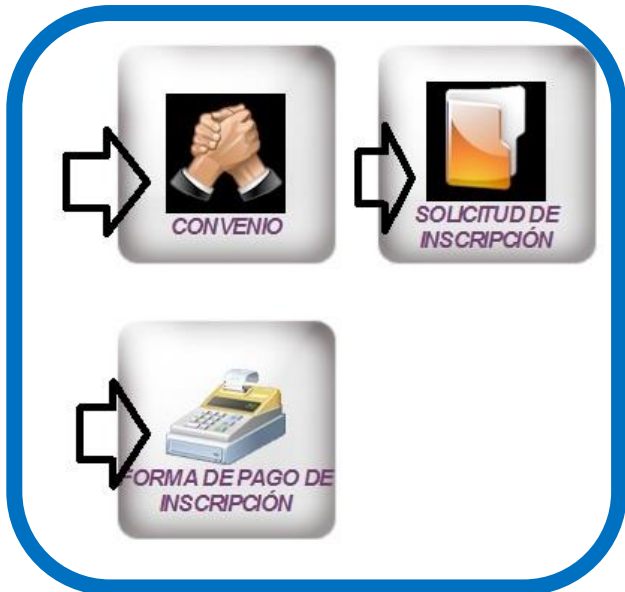 CONVENIO
SOLICITUD DE
INSCRIPCIÓN
FORMA DE PAGO DE
INSCRIPCIÓN